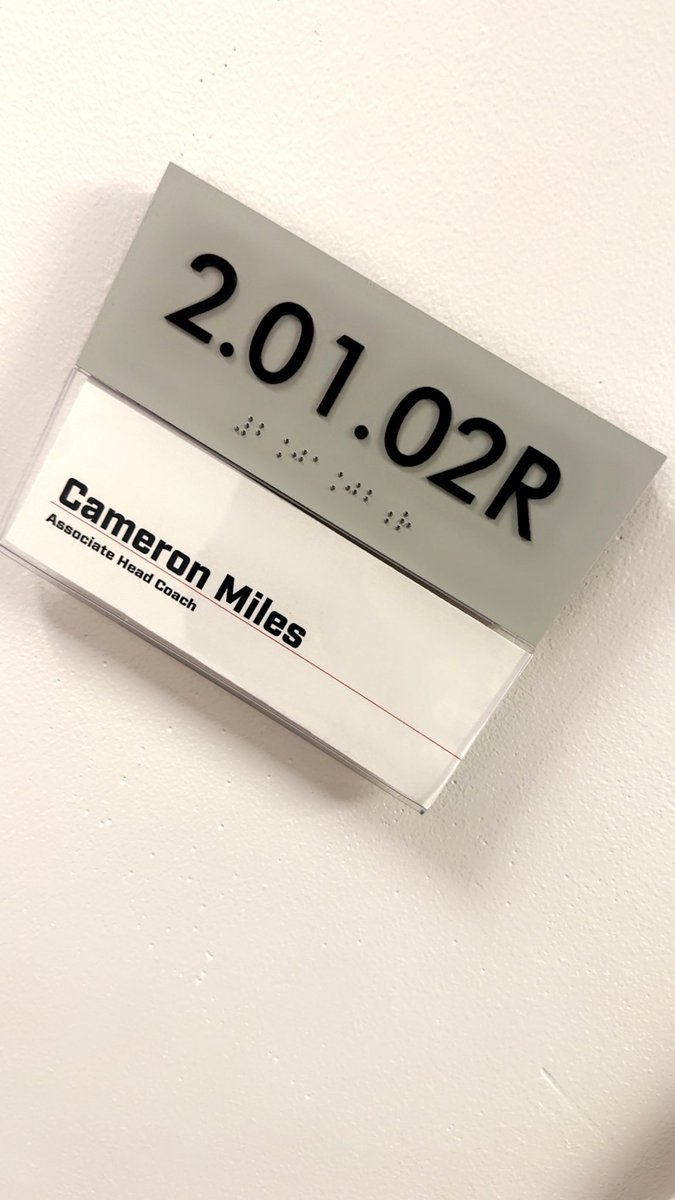 2.01.02R
Cameron Miles
Associate Head Coach